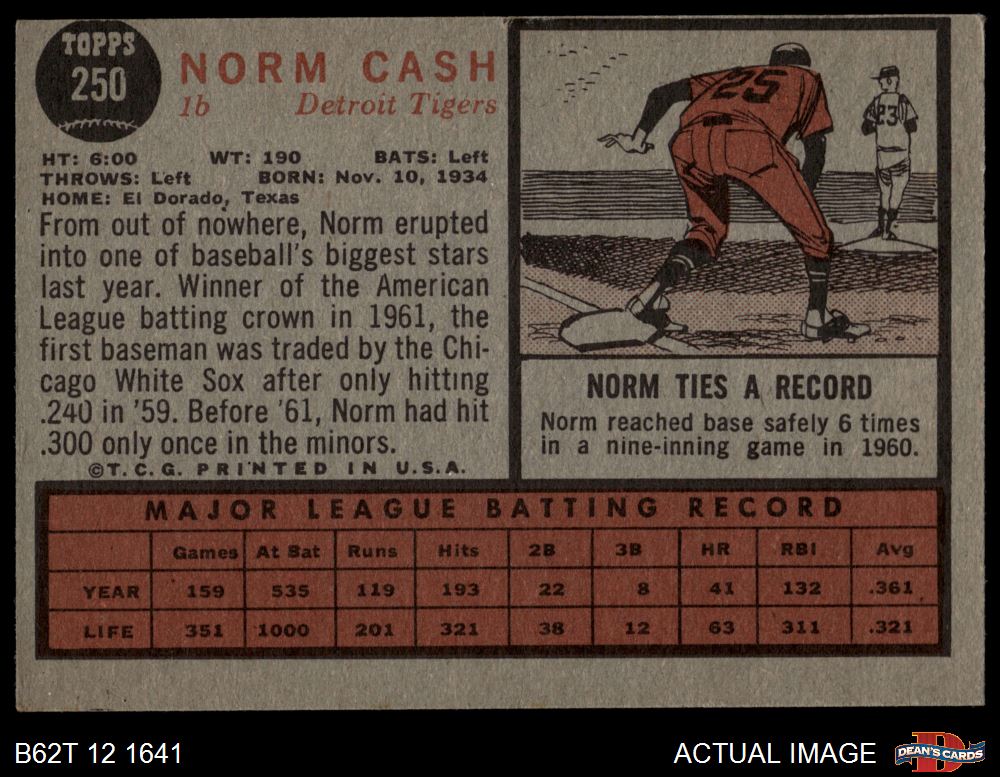 TOPPS
250
NORM CASH
1b Detroit Tigers
HT: 6:00 WT: 190 BATS: Left
THROWS: Left BORN: Nov. 10, 1934
HOME: El Dorado, Texas
From out of nowhere, Norm erupted
into one of baseball's biggest stars
last year. Winner of the American
League batting crown in 1961, the
first baseman was traded by the Chi-
cago White Sox after only hitting
.240 in '59. Before '61, Norm had hit
.300 only once in the minors.
©T. C. G. PRINTED IN U.S.A.
25
23
NORM TIES A RECORD
Norm reached base safely 6 times
in a nine-inning game in 1960.
MAJOR LEAGUE BATTING RECORD
Games At Bat Runs Hits 2B 3B HR RBI Avg
YEAR 159 535 119 193 22 8 41 132 .361
LIFE 351 1000 201 321 38 12 63 311 .321
B62T 12 1641
ACTUAL IMAGE
D
DEAN'S CARDS